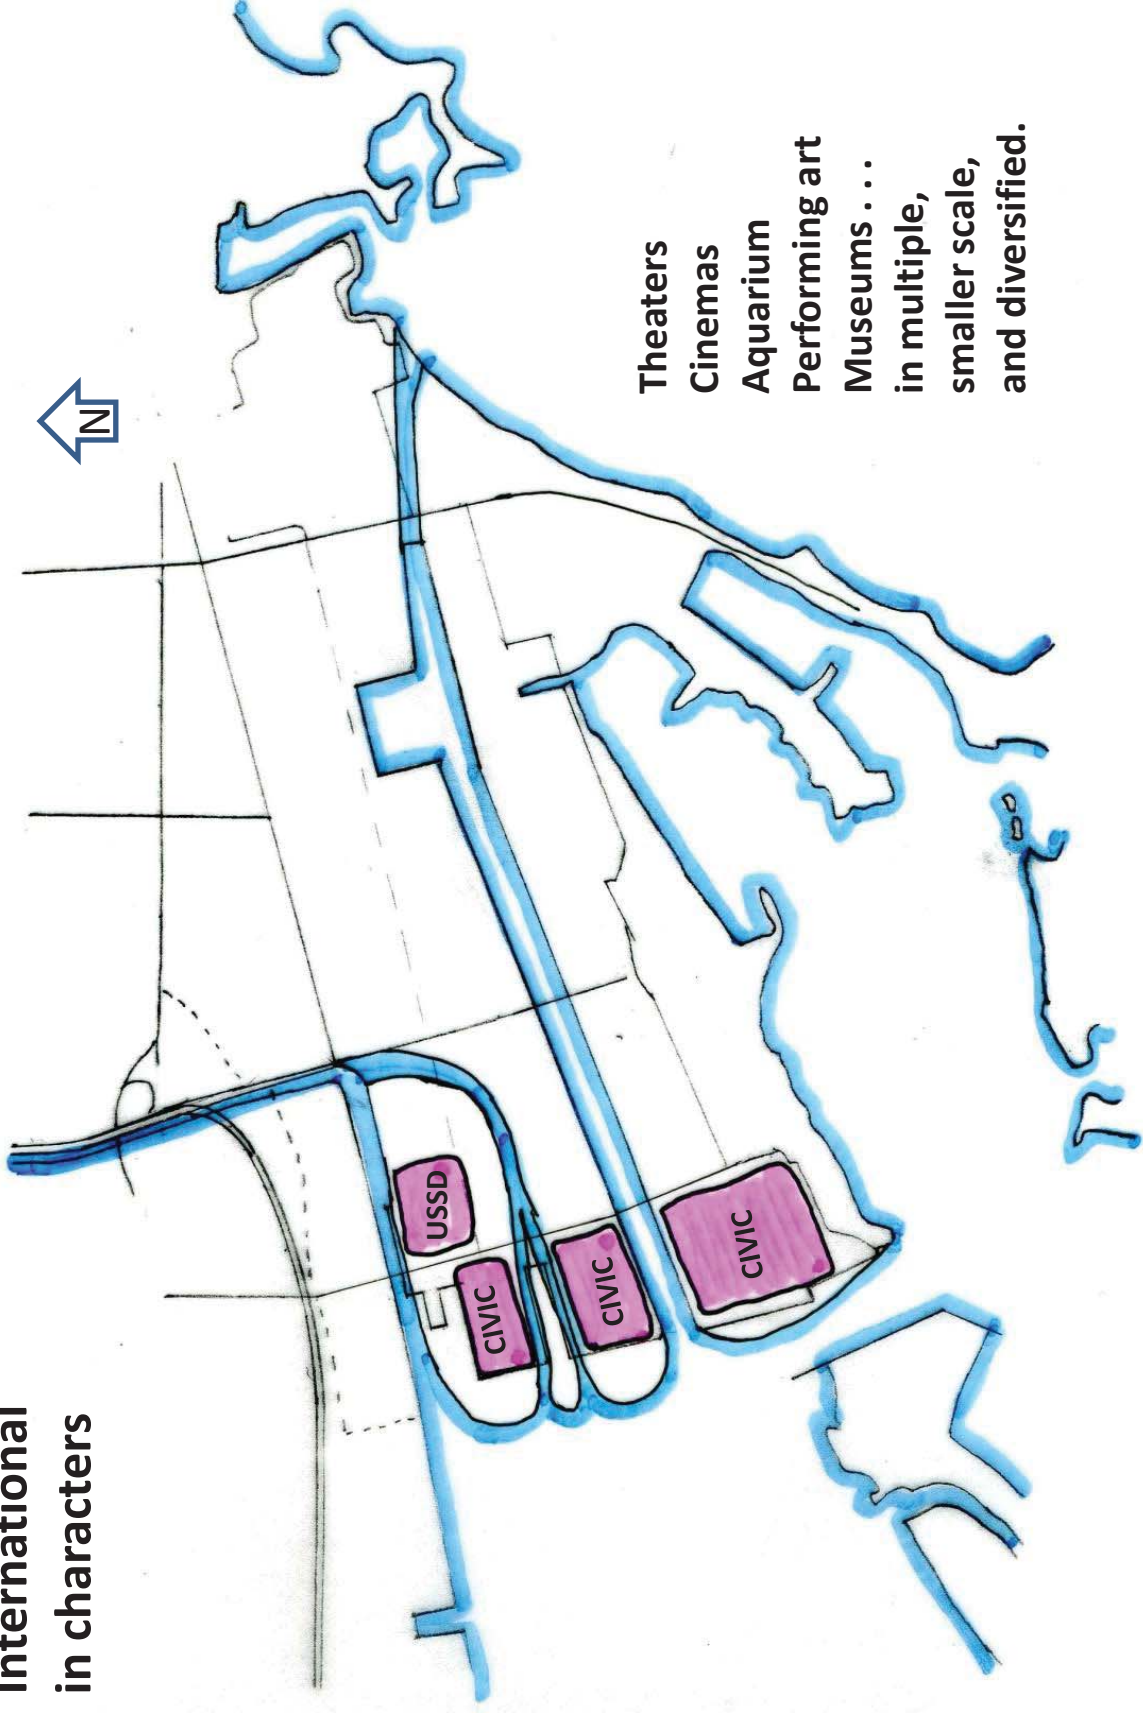 International
in characters
N
USSD
CIVIC
CIVIC
CIVIC
Theaters
Cinemas
Aquarium
Performing art
Museums . . .
in multiple,
smaller scale,
and diversified.